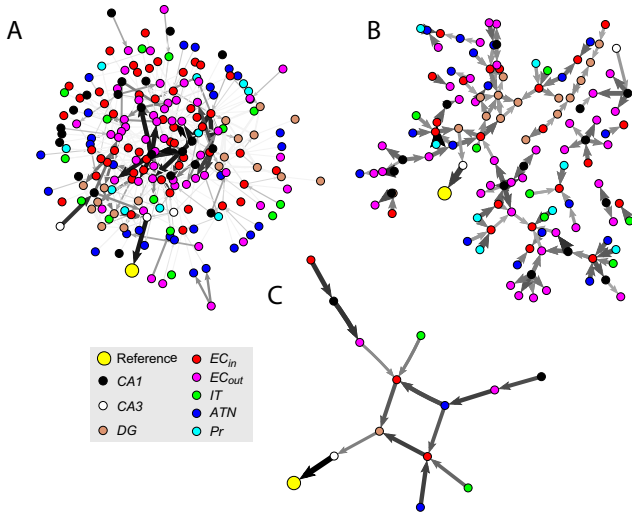 A
B
C
Reference
CA1
CA3
DG
ECin
ECout
IT
ATN
Pr